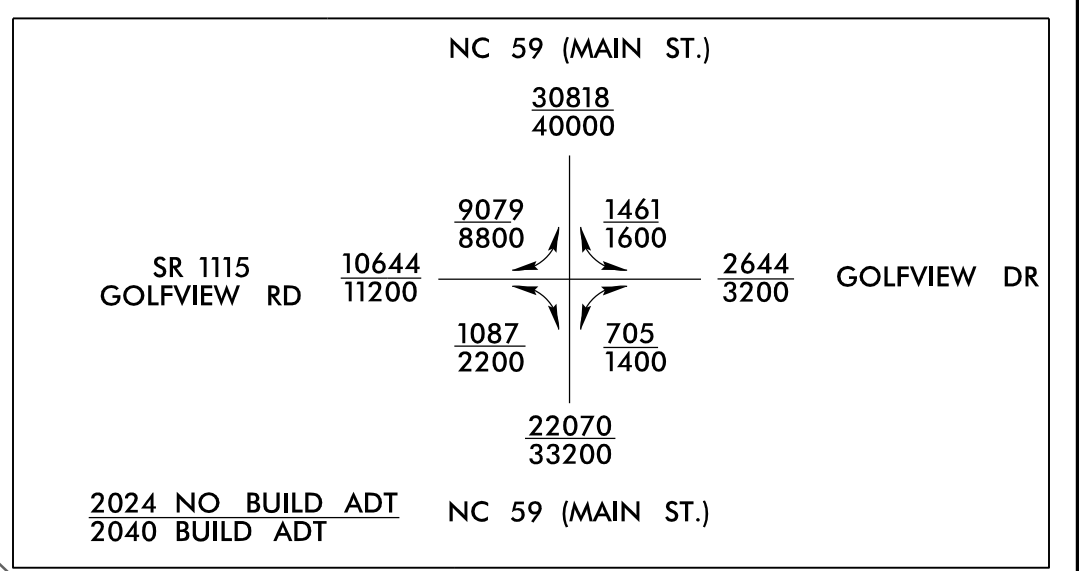 NC 59 (MAIN ST.)
30818
40000
9079
8800
1461
1600
SR 1115
GOLFVIEW RD
10644
11200
2644
3200
GOLFVIEW DR
1087
2200
705
1400
22070
33200
2024 NO BUILD ADT
2040 BUILD ADT
NC 59 (MAIN ST.)